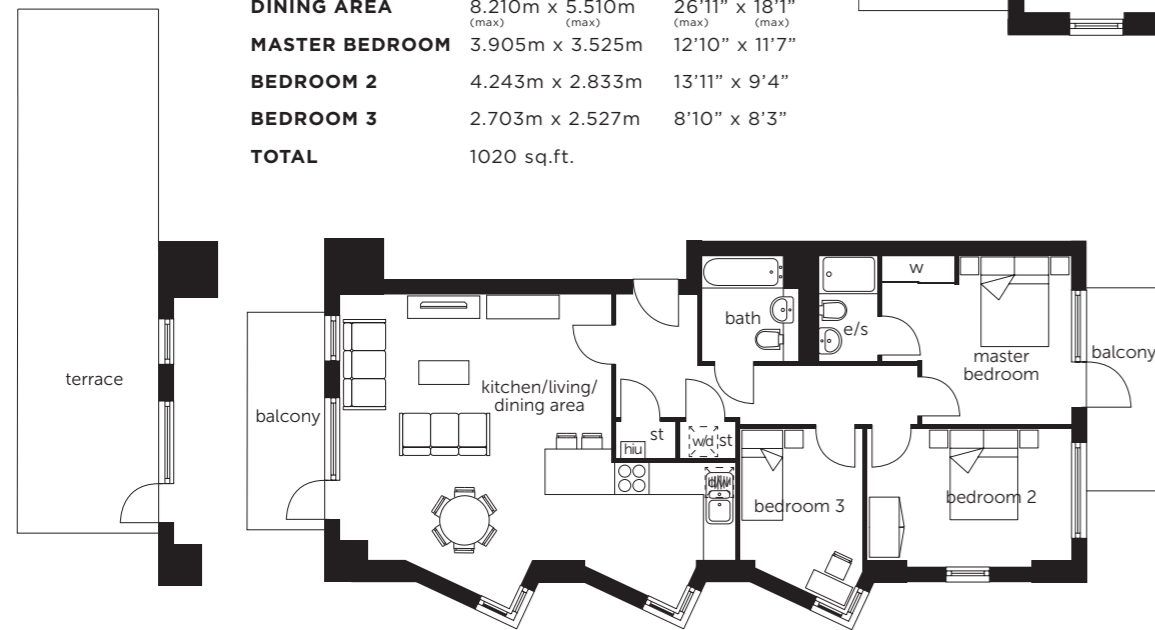 DINING AREA 8.210m x 5.510m 26’11” x 18’1”
(max) (max) (max) (max)
MASTER BEDROOM 3.905m x 3.525m 12’10” x 11’7”
BEDROOM 2 4.243m x 2.833m 13’11” x 9’4”
BEDROOM 3 2.703m x 2.527m 8’10” x 8’3”
TOTAL 1020 sq.ft.
terrace
balcony
kitchen/living/
dining area
bath
e/s
w
master
bedroom
balcony
st
hiu
w/d
st
bedroom 3
bedroom 2